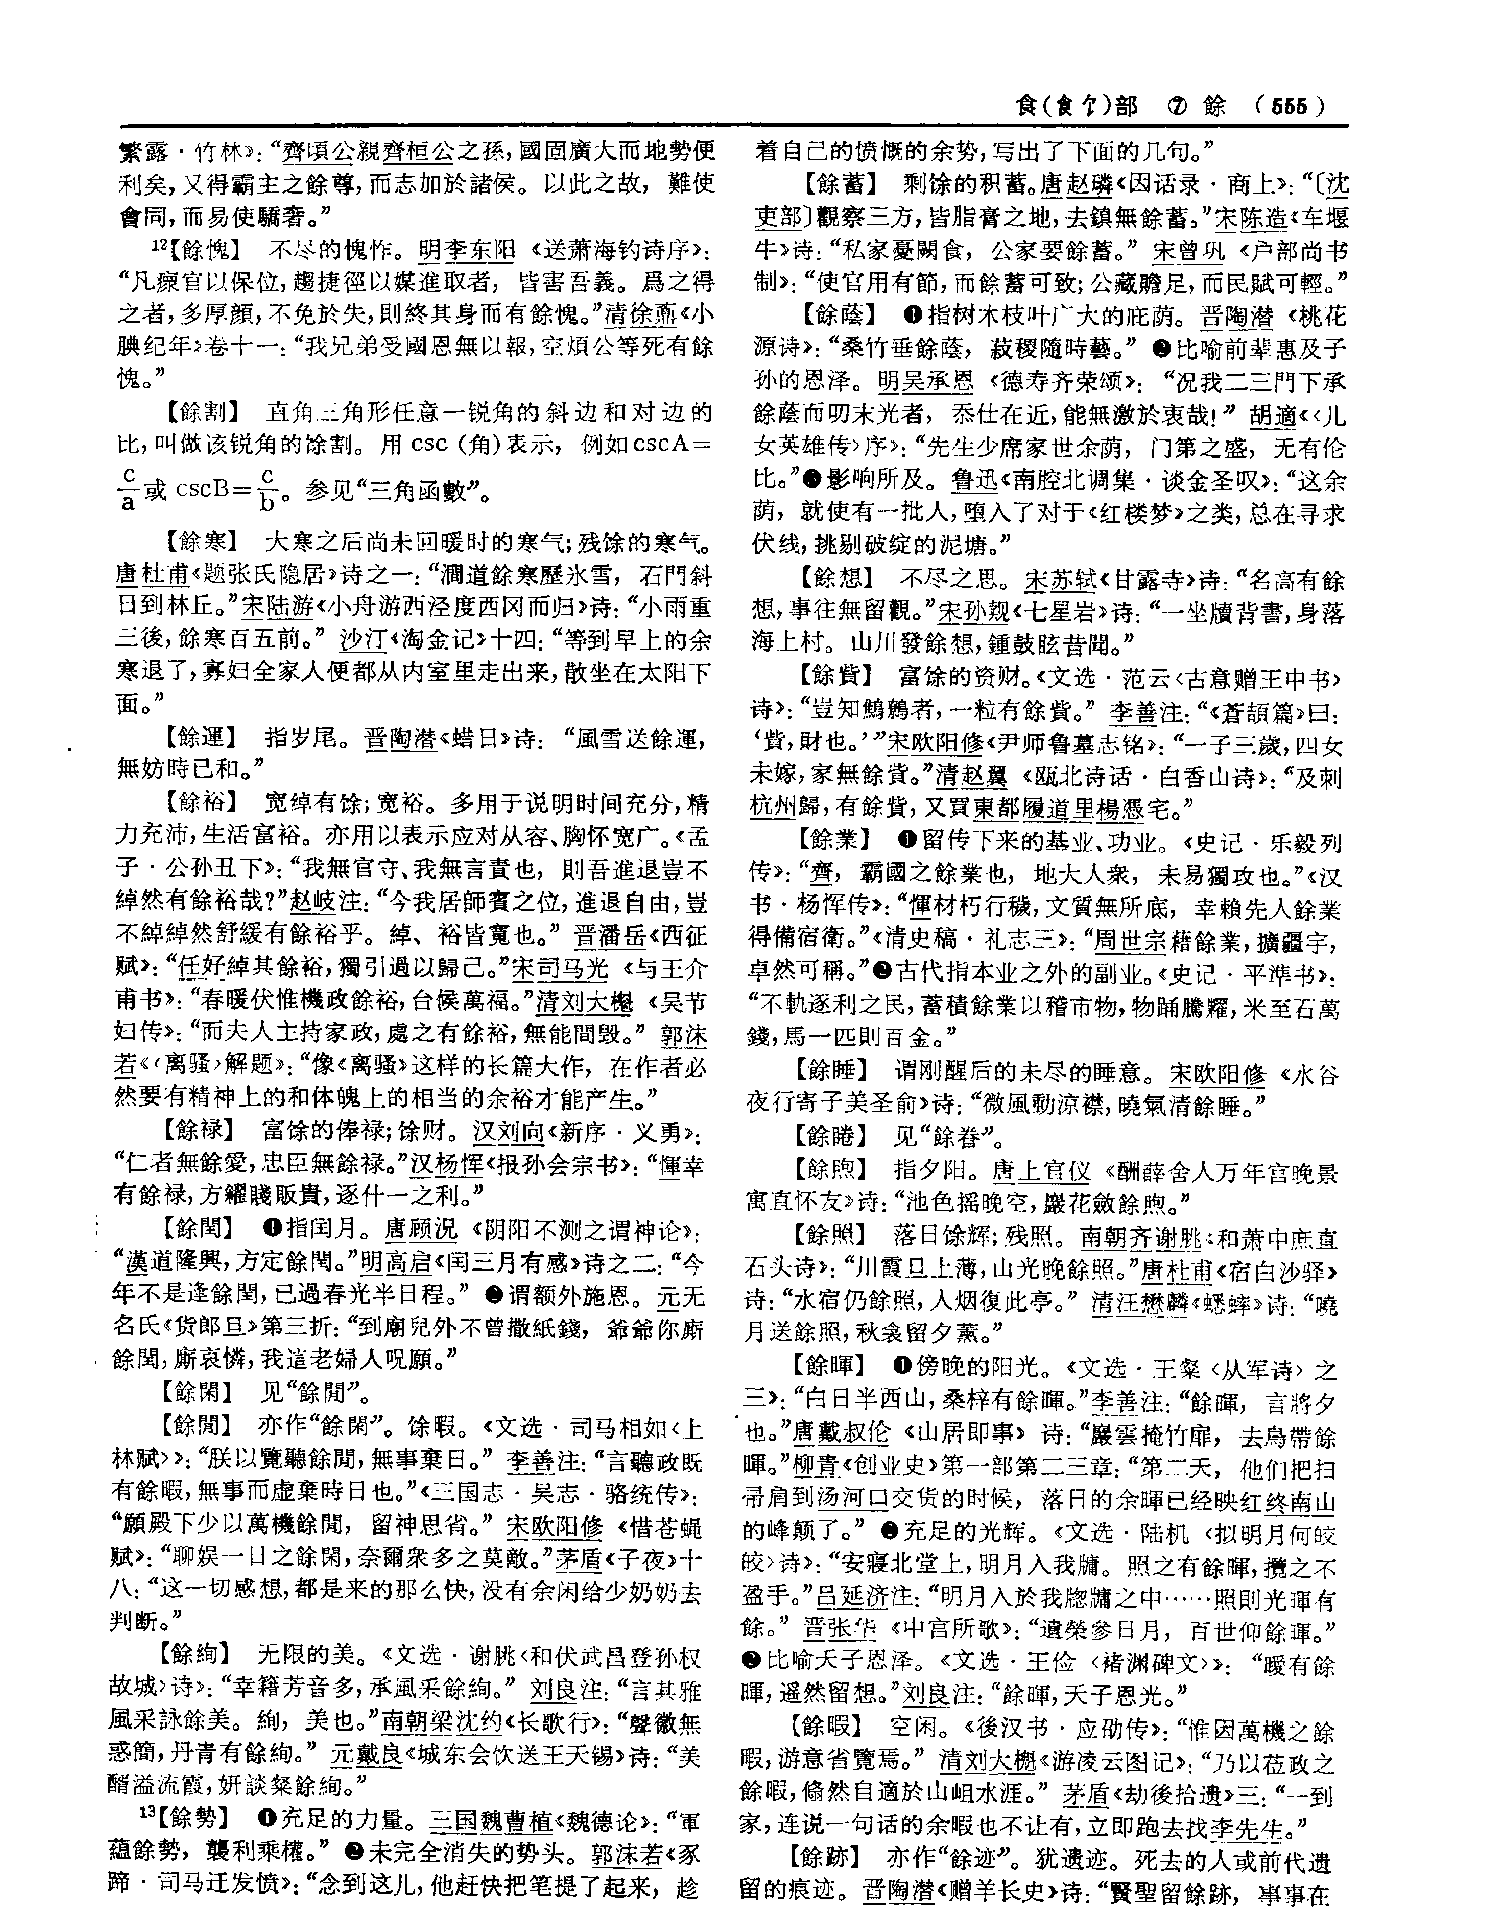 食(飠饣)部 ⑦ 餘 (555)
繁露·竹林》：“齊頃公親齊桓公之孫，國固廣大而地勢便
利矣，又得霸主之餘尊，而志加於諸侯。以此之故，難使
會同，而易使驕奢。”
12【餘愧】 不尽的愧怍。明李东阳《送萧海钓诗序》：
“凡瘝官以保位，趨捷徑以媒進取者，皆害吾義。爲之得
之者，多厚顔，不免於失，則終其身而有餘愧。”清徐鼒《小
腆纪年》卷十一：“我兄弟受國恩無以報，空煩公等死有餘
愧。”
【餘割】 直角三角形任意一锐角的斜边和对边的
比，叫做该锐角的馀割。用 csc (角)表示，例如cscA＝
c/a或 cscB＝c/b。参见“三角函數”。
【餘寒】 大寒之后尚未回暖时的寒气；残馀的寒气。
唐杜甫《题张氏隐居》诗之一：“澗道餘寒歷冰雪，石門斜
日到林丘。”宋陆游《小舟游西泾度西冈而归》诗：“小雨重
三後，餘寒百五前。”沙汀《淘金记》十四：“等到早上的余
寒退了，寡妇全家人便都从内室里走出来，散坐在太阳下
面。”
【餘運】 指岁尾。晋陶潜《蜡日》诗：“風雪送餘運，
無妨時已和。”
【餘裕】 宽绰有馀；宽裕。多用于说明时间充分，精
力充沛，生活富裕。亦用以表示应对从容、胸怀宽广。《孟
子·公孙丑下》：“我無官守、我無言責也，則吾進退豈不
綽然有餘裕哉？”赵岐注：“今我居師賓之位，進退自由，豈
不綽綽然舒緩有餘裕乎。綽、裕皆寬也。”晋潘岳《西征
赋》：“任好綽其餘裕，獨引過以歸己。”宋司马光《与王介
甫书》：“春暖伏惟機政餘裕，台候萬福。”清刘大櫆《吴节
妇传》：“而夫人主持家政，處之有餘裕，無能間毁。”郭沫
若《〈离骚〉解题》：“像《离骚》这样的长篇大作，在作者必
然要有精神上的和体魄上的相当的余裕才能产生。”
【餘禄】 富馀的俸禄；馀财。汉刘向《新序·义勇》：
“仁者無餘愛，忠臣無餘禄。”汉杨恽《报孙会宗书》：“惲幸
有餘禄，方糴賤販貴，逐什一之利。”
【餘閏】 ❶指闰月。唐顾况《阴阳不测之谓神论》：
“漢道隆興，方定餘閏。”明高启《闰三月有感》诗之二：“今
年不是逢餘閏，已過春光半日程。”❷谓额外施恩。元无
名氏《货郎旦》第三折：“到廟兒外不曾撒紙錢，爺爺你廝
餘閏，廝哀憐，我這老婦人呪願。”
【餘閑】 见“餘閒”。
【餘閒】 亦作“餘閑”。馀暇。《文选·司马相如〈上
林赋〉》：“朕以覽聽餘閒，無事棄日。”李善注：“言聽政既
有餘暇，無事而虚棄時日也。”《三国志·吴志·骆统传》：
“願殿下少以萬機餘閒，留神思省。”宋欧阳修《憎苍蝇
赋》：“聊娱一日之餘閑，奈爾衆多之莫敵。”茅盾《子夜》十
八：“这一切感想，都是来的那么快，没有余闲给少奶奶去
判断。”
【餘絢】 无限的美。《文选·谢朓〈和伏武昌登孙权
故城〉诗》：“幸籍芳音多，承風采餘絢。”刘良注：“言其雅
風采詠餘美。絢，美也。”南朝梁沈约《长歌行》：“聲徽無
惑簡，丹青有餘絢。”元戴良《城东会饮送王天锡》诗：“美
醑溢流霞，妍談粲餘絢。”
13【餘勢】 ❶充足的力量。三国魏曹植《魏德论》：“軍
藴餘勢，襲利乘權。”❷未完全消失的势头。郭沫若《豕
蹄·司马迁发愤》：“念到这儿，他赶快把笔提了起来，趁
着自己的愤慨的余势，写出了下面的几句。”
【餘蓄】 剩馀的积蓄。唐赵璘《因话录·商上》：“〔沈
吏部〕觀察三方，皆脂膏之地，去鎮無餘蓄。”宋陈造《车堰
牛》诗：“私家憂闕食，公家要餘蓄。”宋曾巩《户部尚书
制》：“使官用有節，而餘蓄可致；公藏贍足，而民賦可輕。”
【餘蔭】 ❶指树木枝叶广大的庇荫。晋陶潜《桃花
源诗》：“桑竹垂餘蔭，菽稷隨時藝。”❷比喻前辈惠及子
孙的恩泽。明吴承恩《德寿齐荣颂》：“况我二三門下承
餘蔭而叨末光者，忝仕在近，能無激於衷哉！”胡適《〈儿
女英雄传〉序》：“先生少席家世余荫，门第之盛，无有伦
比。”❸影响所及。鲁迅《南腔北调集·谈金圣叹》：“这余
荫，就使有一批人，堕入了对于《红楼梦》之类，总在寻求
伏线，挑剔破绽的泥塘。”
【餘想】 不尽之思。宋苏轼《甘露寺》诗：“名高有餘
想，事往無留觀。”宋孙觌《七星岩》诗：“一坐牘背書，身落
海上村。山川發餘想，鍾鼓眩昔聞。”
【餘貲】 富馀的资财。《文选·范云〈古意赠王中书〉
诗》：“豈知鷦鷯者，一粒有餘貲。”李善注：“《蒼頡篇》曰：
‘貲，財也。’”宋欧阳修《尹师鲁墓志铭》：“一子三歲，四女
未嫁，家無餘貲。”清赵翼《瓯北诗话·白香山诗》：“及刺
杭州歸，有餘貲，又買東都履道里楊憑宅。”
【餘業】 ❶留传下来的基业、功业。《史记·乐毅列
传》：“齊，霸國之餘業也，地大人衆，未易獨攻也。”《汉
书·杨恽传》：“惲材朽行穢，文質無所底，幸賴先人餘業
得備宿衛。”《清史稿·礼志三》：“周世宗藉餘業，擴疆宇，
卓然可稱。”❷古代指本业之外的副业。《史记·平準书》：
“不軌逐利之民，蓄積餘業以稽市物，物踊騰糶，米至石萬
錢，馬一匹則百金。”
【餘睡】 谓刚醒后的未尽的睡意。宋欧阳修《水谷
夜行寄子美圣俞》诗：“微風動涼襟，曉氣清餘睡。”
【餘睠】 见“餘眷”。
【餘煦】 指夕阳。唐上官仪《酬薛舍人万年宫晚景
寓直怀友》诗：“池色摇晚空，巖花斂餘煦。”
【餘照】 落日馀辉；残照。南朝齐谢朓《和萧中庶直
石头诗》：“川霞旦上薄，山光晚餘照。”唐杜甫《宿白沙驿》
诗：“水宿仍餘照，人烟復此亭。”清汪懋麟《蟋蟀》诗：“曉
月送餘照，秋衾留夕薰。”
【餘暉】 ❶傍晚的阳光。《文选·王粲〈从军诗〉之
三》：“白日半西山，桑梓有餘暉。”李善注：“餘暉，言將夕
也。”唐戴叔伦《山居即事》诗：“巖雲掩竹扉，去鳥帶餘
暉。”柳青《创业史》第一部第二三章：“第二天，他们把扫
帚肩到汤河口交货的时候，落日的余暉已经映红终南山
的峰颠了。”❷充足的光辉。《文选·陆机〈拟明月何皎
皎〉诗》：“安寢北堂上，明月入我牖。照之有餘暉，攬之不
盈手。”吕延济注：“明月入於我牎牖之中……照則光暉有
餘。”晋张华《中宫所歌》：“遺榮參日月，百世仰餘暉。”
❸比喻天子恩泽。《文选·王俭〈褚渊碑文〉》：“曖有餘
暉，遥然留想。”刘良注：“餘暉，天子恩光。”
【餘暇】 空闲。《後汉书·应劭传》：“惟因萬機之餘
暇，游意省覽焉。”清刘大櫆《游凌云图记》：“乃以莅政之
餘暇，翛然自適於山岨水涯。”茅盾《劫後拾遗》三：“一到
家，连说一句话的余暇也不让有，立即跑去找李先生。”
【餘跡】 亦作“餘迹”。犹遗迹。死去的人或前代遗
留的痕迹。晋陶潜《赠羊长史》诗：“賢聖留餘跡，事事在